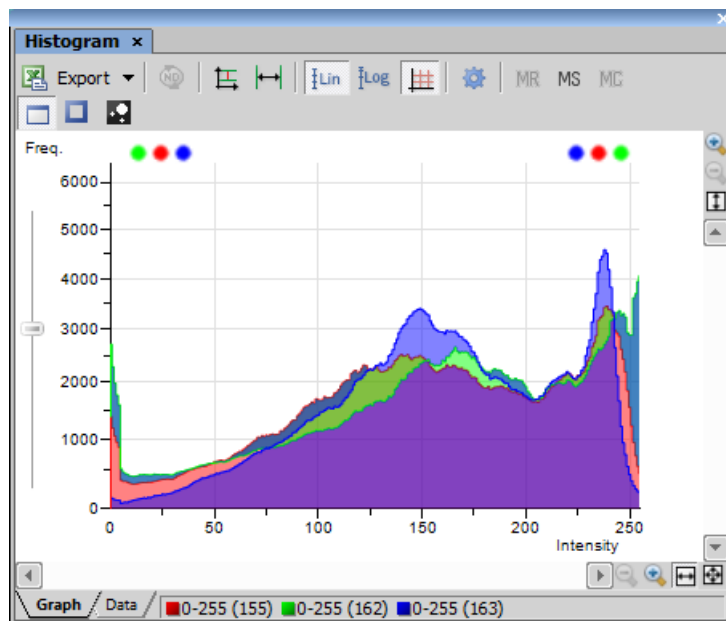 Histogram ×
Export ND Lin Log MR MS MC
Freq.
6000
5000
4000
3000
2000
1000
0
0 50 100 150 200 250
Intensity
Graph Data 0-255 (155) 0-255 (162) 0-255 (163)